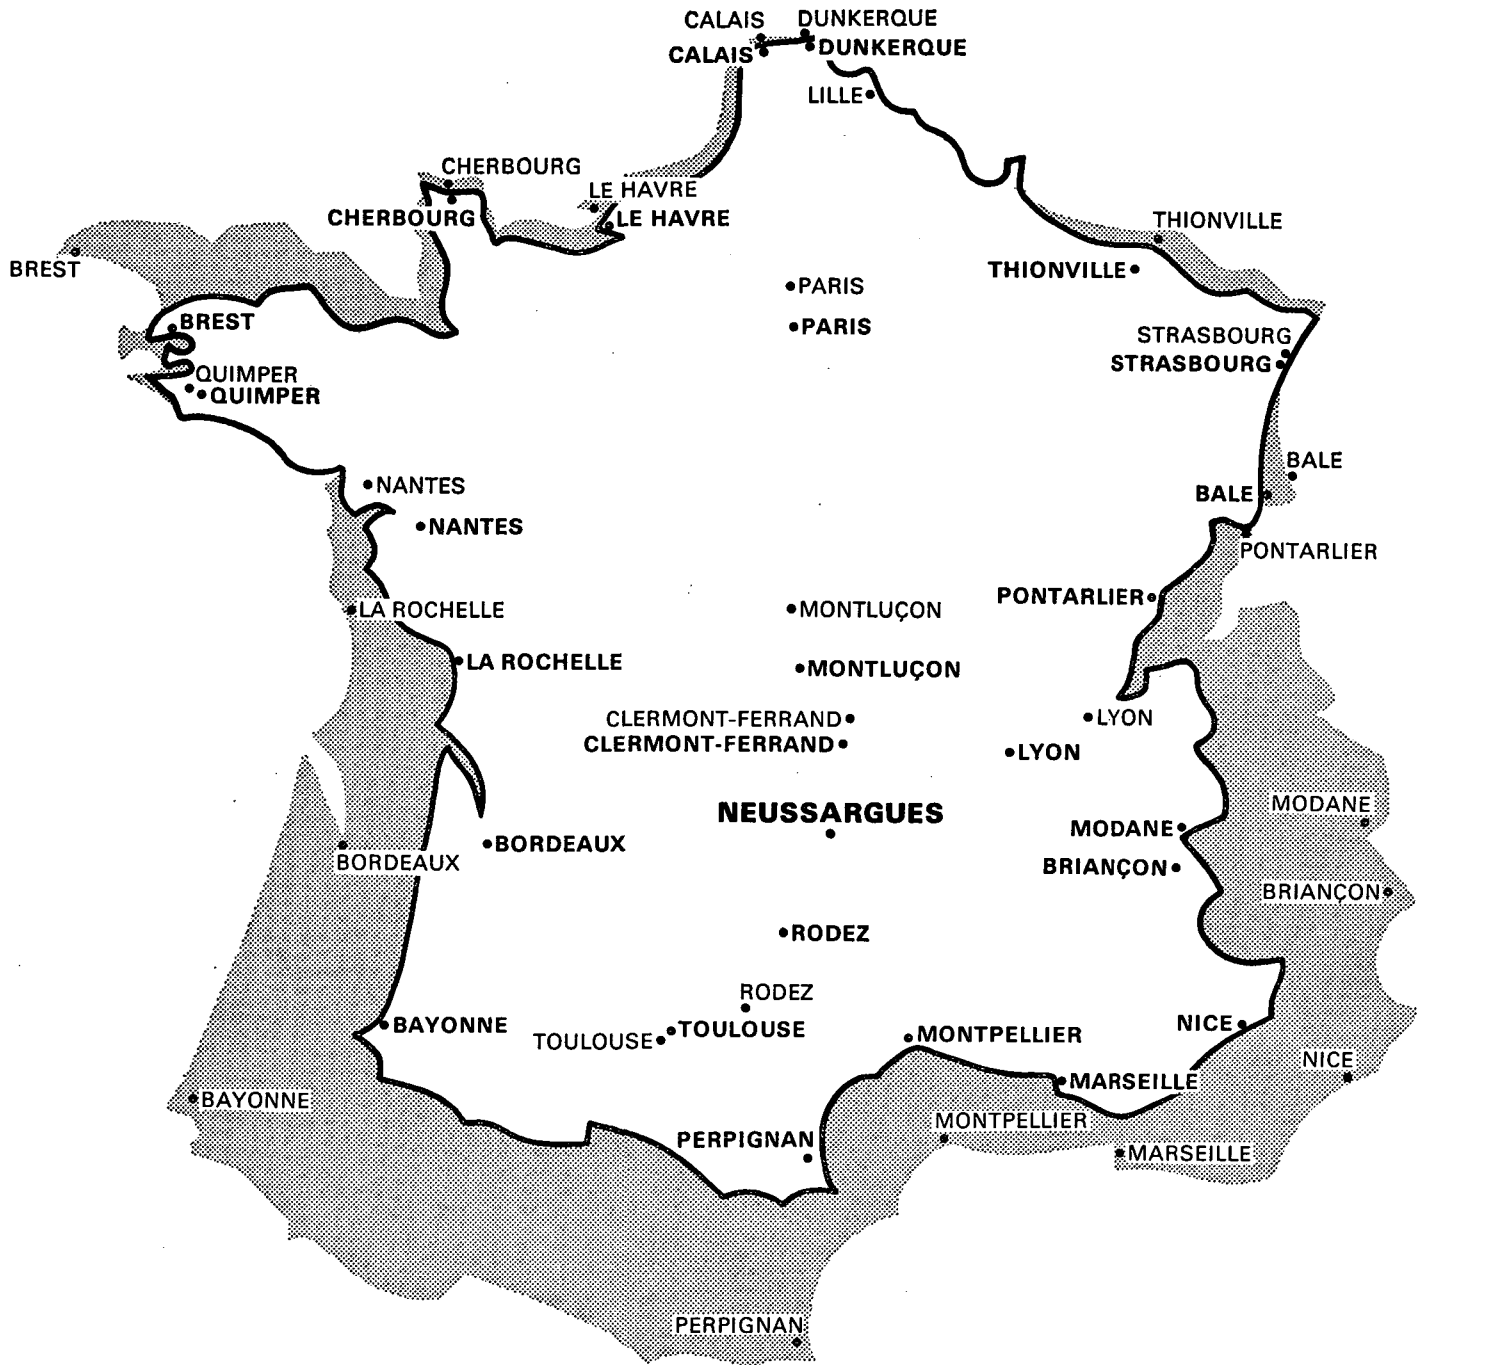 CALAIS
DUNKERQUE
CALAIS
DUNKERQUE
LILLE
CHERBOURG
LE HAVRE
CHERBOURG
LE HAVRE
THIONVILLE
BREST
THIONVILLE
PARIS
BREST
PARIS
STRASBOURG
STRASBOURG
QUIMPER
QUIMPER
BALE
NANTES
BALE
NANTES
PONTARLIER
PONTARLIER
LA ROCHELLE
MONTLUÇON
LA ROCHELLE
MONTLUÇON
CLERMONT-FERRAND
LYON
CLERMONT-FERRAND
LYON
MODANE
NEUSSARGUES
MODANE
BORDEAUX
BORDEAUX
BRIANÇON
BRIANÇON
RODEZ
RODEZ
BAYONNE
TOULOUSE
TOULOUSE
MONTPELLIER
NICE
NICE
MARSEILLE
BAYONNE
MONTPELLIER
PERPIGNAN
MARSEILLE
PERPIGNAN